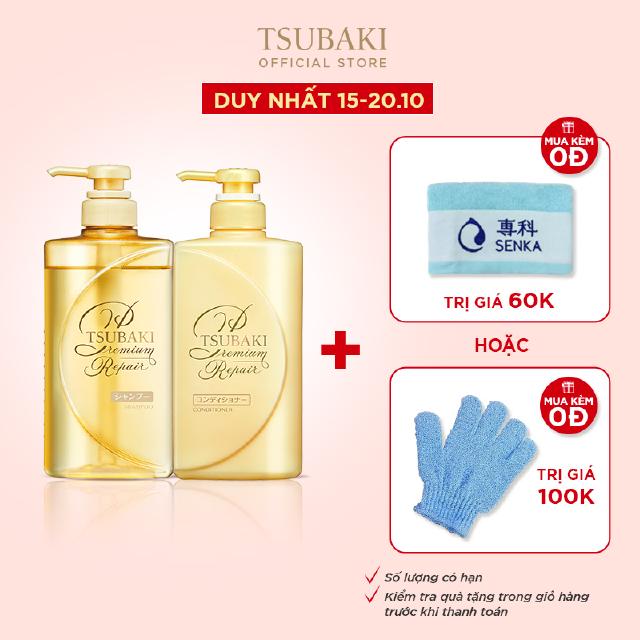 TSUBAKI
OFFICIAL STORE
DUY NHẤT 15-20.10
TSUBAKI
Premium
Repair
シャンプー
SHAMPOO
TSUBAKI
Premium
Repair
コンディショナー
CONDITIONER
+
MUA KÈM
0Đ
専科
SENKA
TRỊ GIÁ 60K
HOẶC
MUA KÈM
0Đ
TRỊ GIÁ
100K
Số lượng có hạn
Kiểm tra quà tặng trong giỏ hàng
trước khi thanh toán